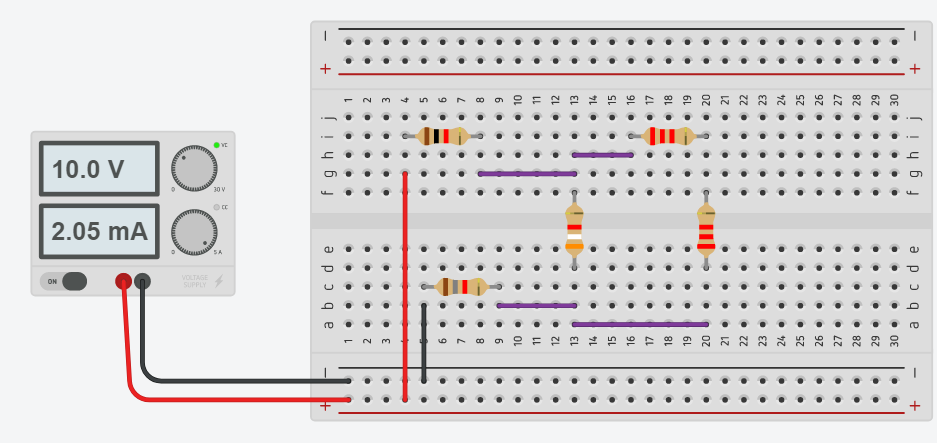 10.0 V
VC
0
30 V
2.05 mA
CC
0
5 A
ON
VOLTAGE
SUPPLY
− −
+ +
1 2 3 4 5 6 7 8 9 10 11 12 13 14 15 16 17 18 19 20 21 22 23 24 25 26 27 28 29 30
j j
i i
h h
g g
f f
e e
d d
c c
b b
a a
1 2 3 4 5 6 7 8 9 10 11 12 13 14 15 16 17 18 19 20 21 22 23 24 25 26 27 28 29 30
− −
+ +